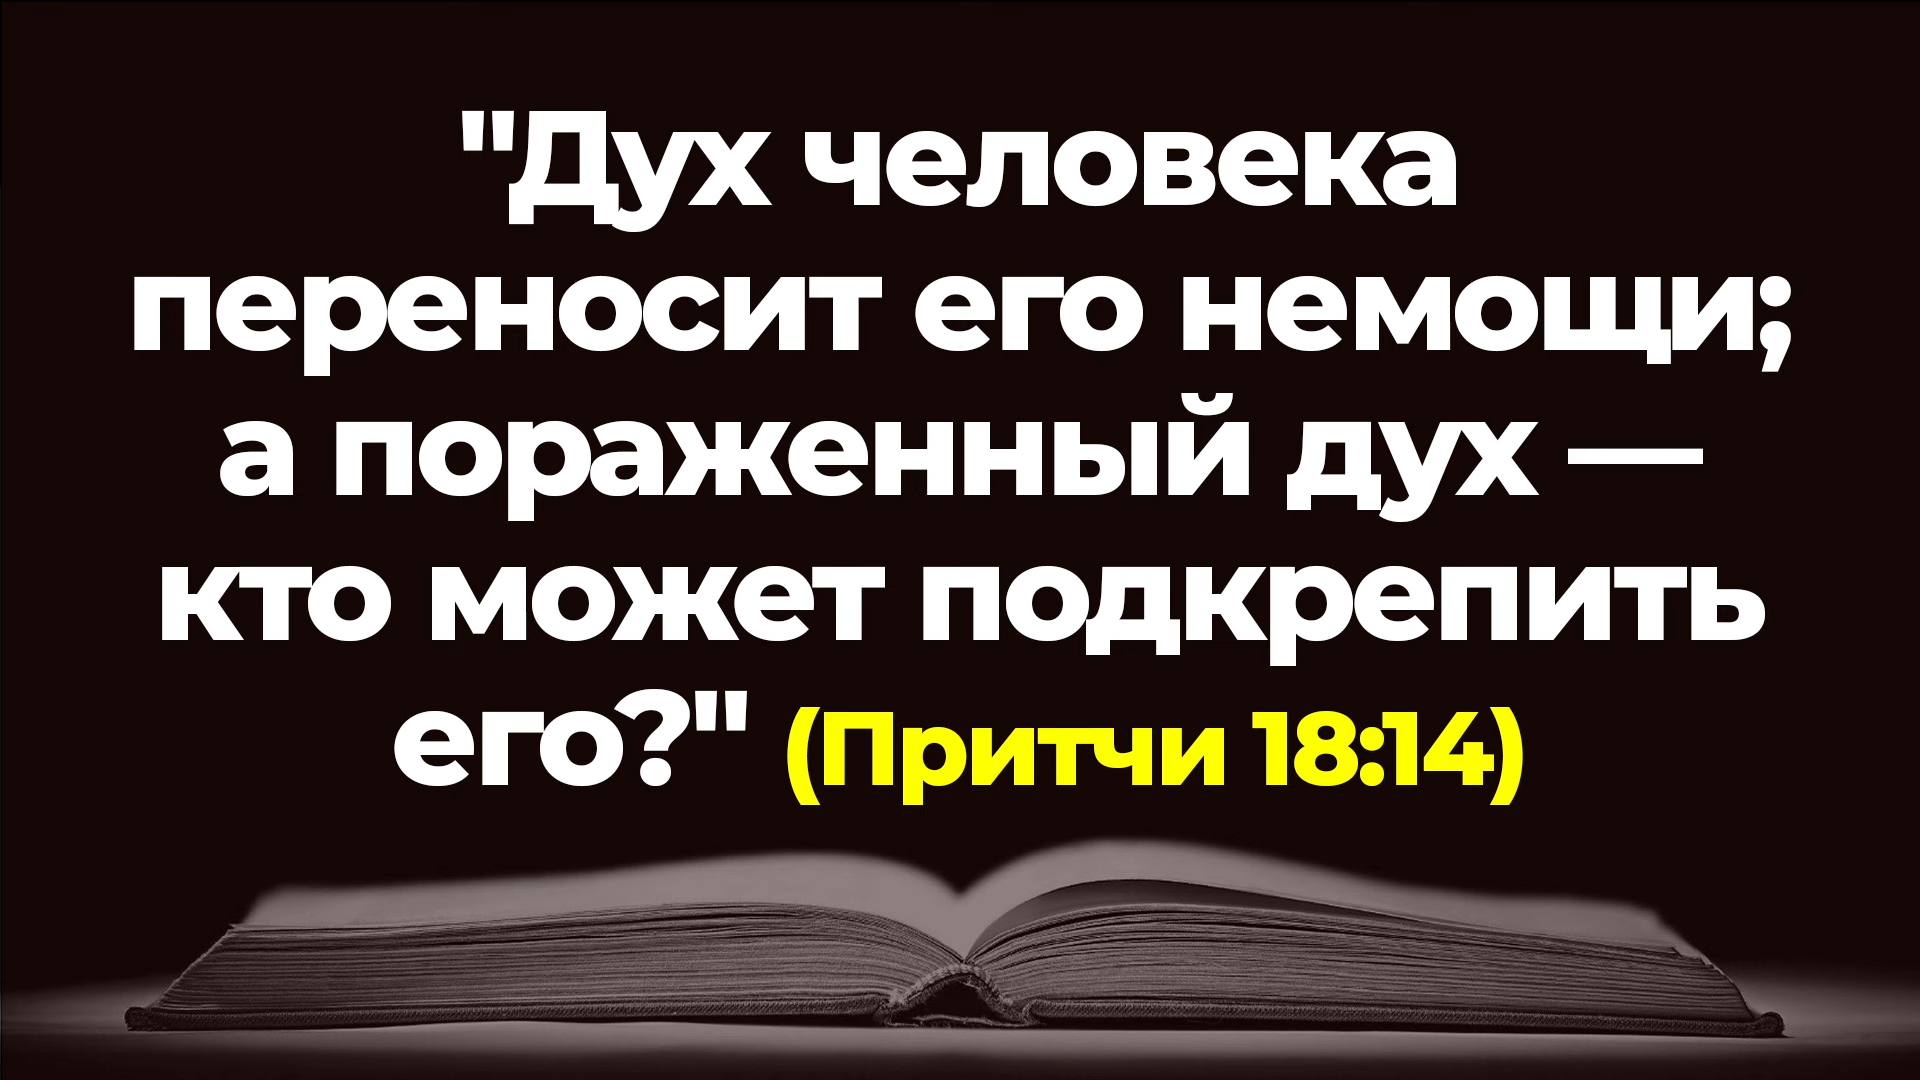 "Дух человека
переносит его немощи;
а пораженный дух —
кто может подкрепить
его?" (Притчи 18:14)